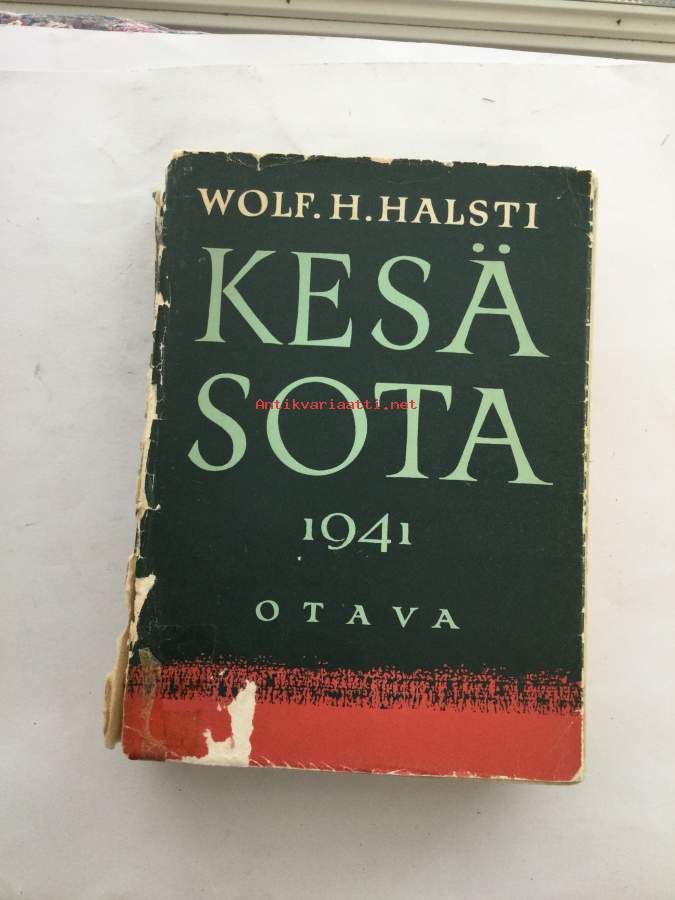 WOLF. H. HALSTI
KESÄ
Antikvariaatti.net
SOTA
1941
OTAVA